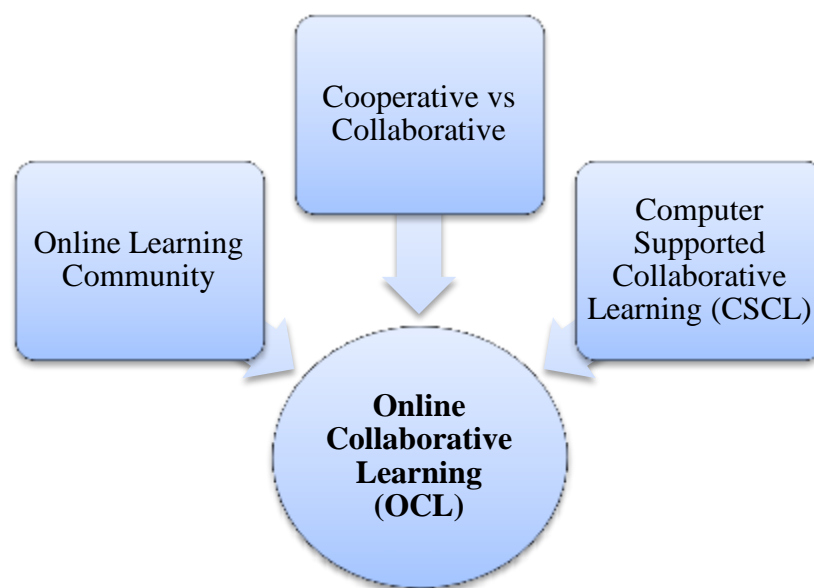 Cooperative vs
Collaborative
Online Learning
Community
Computer
Supported
Collaborative
Learning (CSCL)
Online
Collaborative
Learning
(OCL)